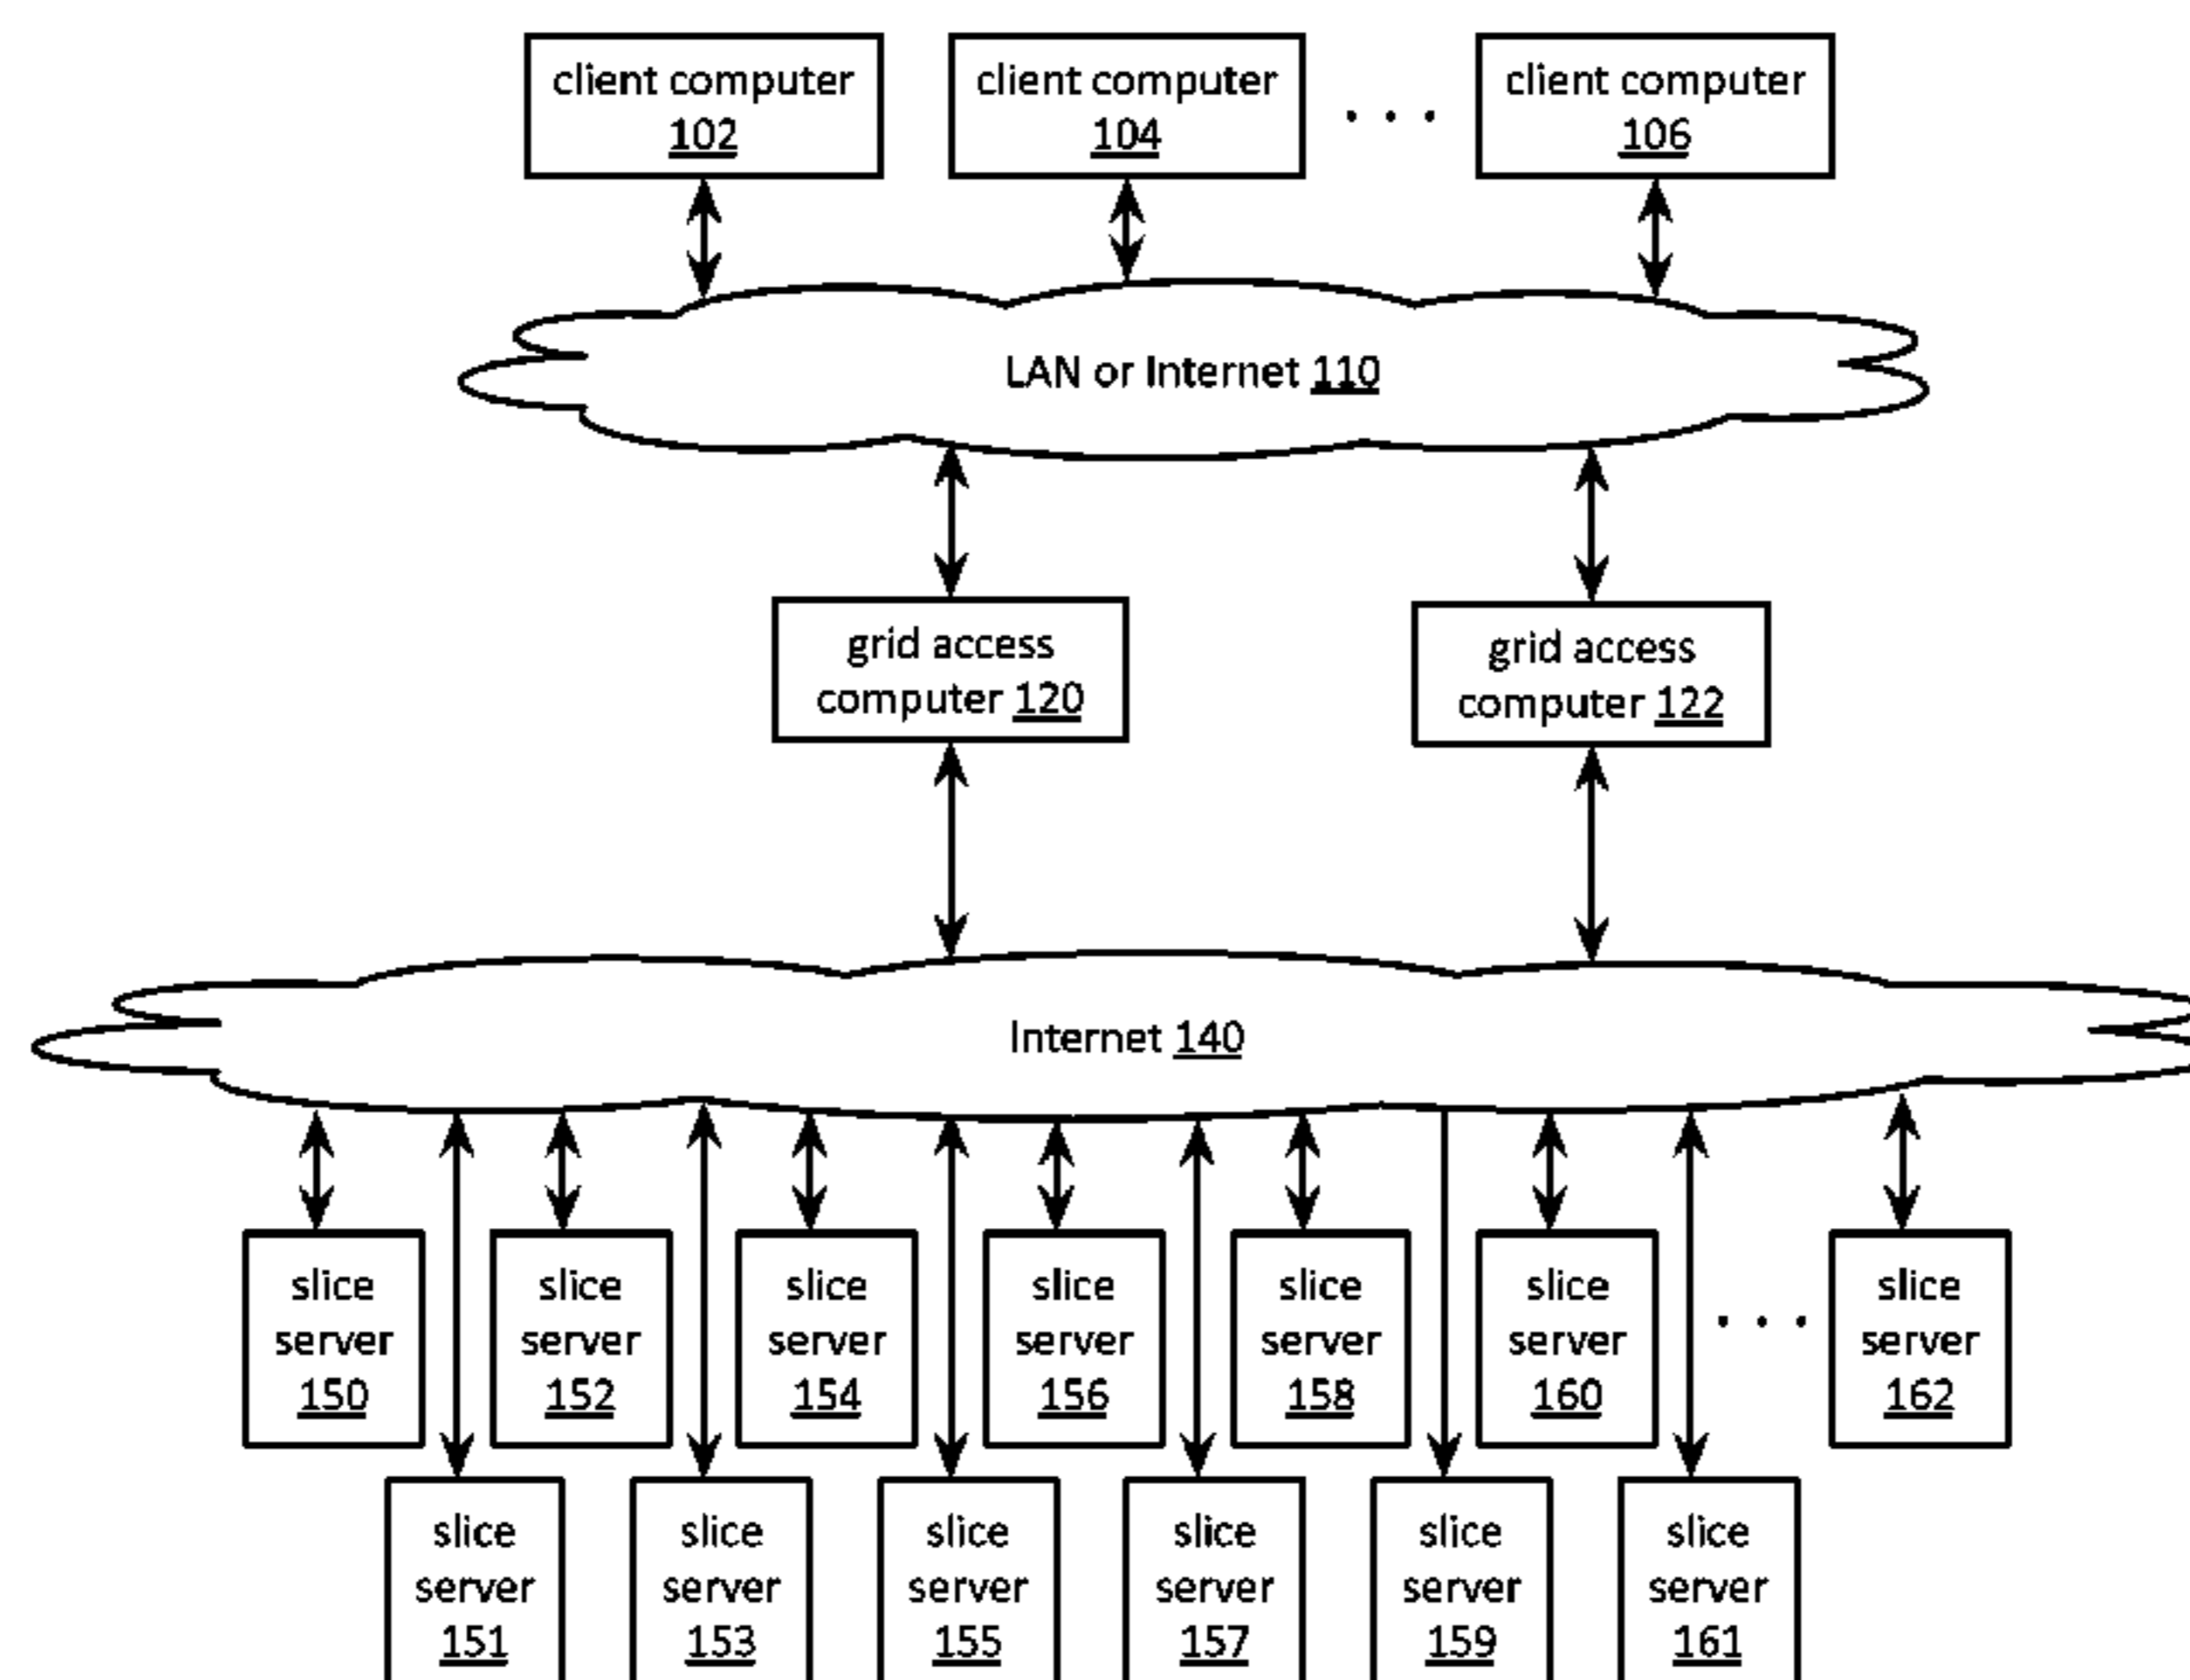 client computer
102
client computer
104
. . .
client computer
106
LAN or Internet 110
grid access
computer 120
grid access
computer 122
Internet 140
slice
server
150
slice
server
152
slice
server
154
slice
server
156
slice
server
158
slice
server
160
. . .
slice
server
162
slice
server
151
slice
server
153
slice
server
155
slice
server
157
slice
server
159
slice
server
161